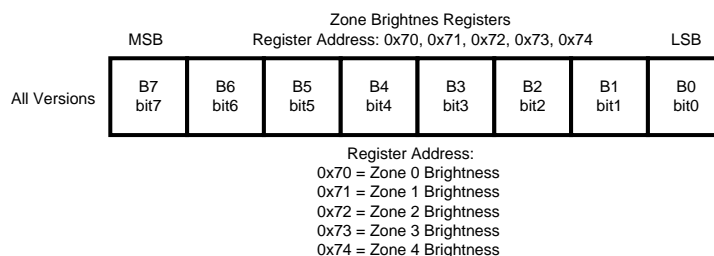 Zone Brightnes Registers
MSB Register Address: 0x70, 0x71, 0x72, 0x73, 0x74 LSB
All Versions B7 B6 B5 B4 B3 B2 B1 B0
bit7 bit6 bit5 bit4 bit3 bit2 bit1 bit0
Register Address:
0x70 = Zone 0 Brightness
0x71 = Zone 1 Brightness
0x72 = Zone 2 Brightness
0x73 = Zone 3 Brightness
0x74 = Zone 4 Brightness